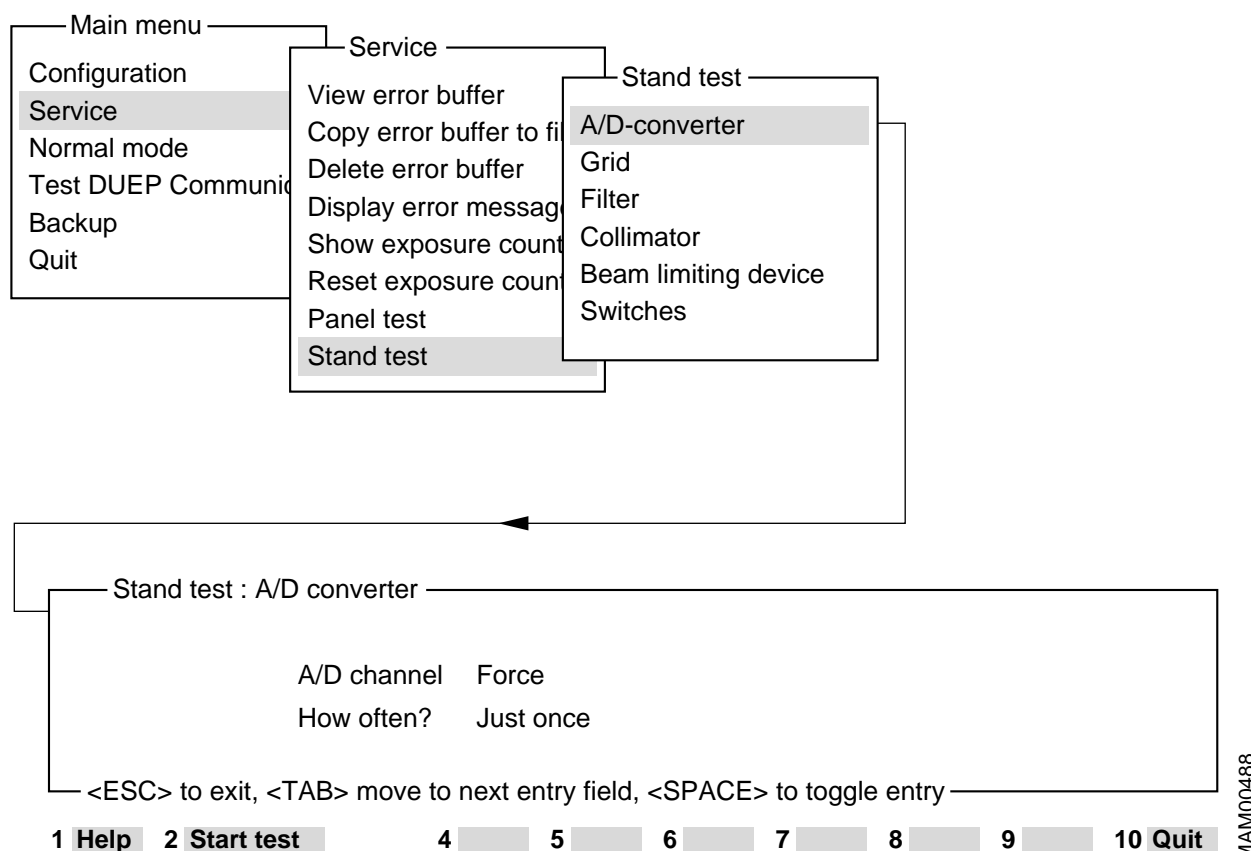 Main menu
Configuration
Service
Normal mode
Test DUEP Communic
Backup
Quit
Service
View error buffer
Copy error buffer to fil
Delete error buffer
Display error messag
Show exposure count
Reset exposure coun
Panel test
Stand test
Stand test
A/D-converter
Grid
Filter
Collimator
Beam limiting device
Switches
Stand test : A/D converter
A/D channel Force
How often? Just once
<ESC> to exit, <TAB> move to next entry field, <SPACE> to toggle entry
1 Help 2 Start test 4 5 6 7 8 9 10 Quit
MAM00488